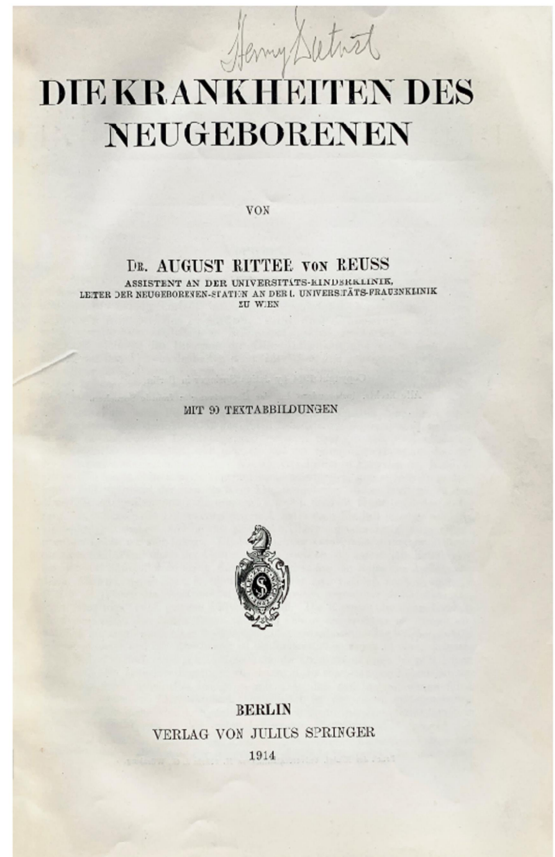 DIE KRANKHEITEN DES
NEUGEBORENEN
VON
DR. AUGUST RITTER VON REUSS
ASSISTENT AN DER UNIVERSITÄTS-KINDERKLINIK,
LEITER DER NEUGEBORENEN-STATION AN DER I. UNIVERSITÄTS-FRAUENKLINIK
ZU WIEN
MIT 90 TEXTABBILDUNGEN
BERLIN
VERLAG VON JULIUS SPRINGER
1914